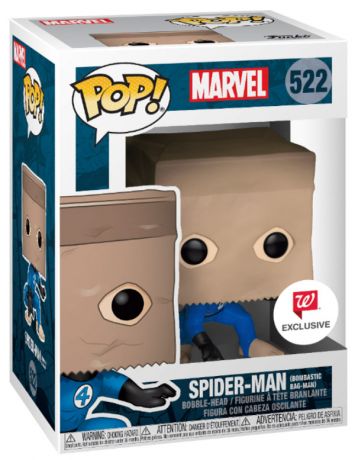 Funko
POP!
MARVEL
522
W
EXCLUSIVE
4
SPIDER-MAN (BOMBASTIC BAG-MAN)
BOBBLE-HEAD / FIGURINE À TÊTE BRANLANTE
FIGURA CON CABEZA OSCILANTE